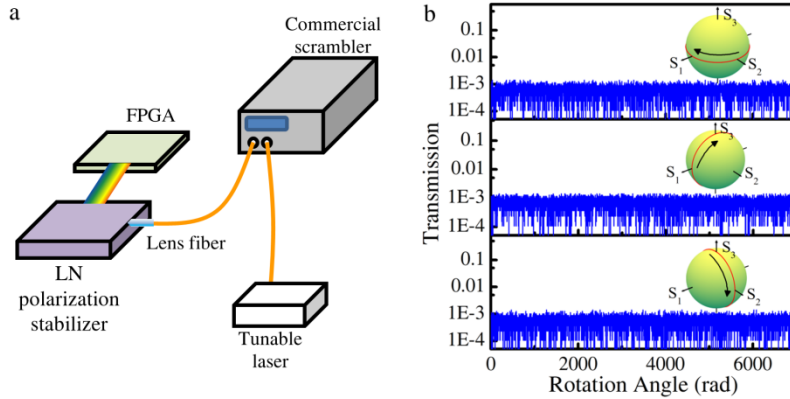 a
Commercial
scrambler
FPGA
Lens fiber
LN
polarization
stabilizer
Tunable
laser
b
Transmission
0.1
0.01
1E-3
1E-4
S3
S1
S2
0.1
0.01
1E-3
1E-4
S3
S1
S2
0.1
0.01
1E-3
1E-4
S3
S1
S2
0
2000
4000
6000
Rotation Angle (rad)